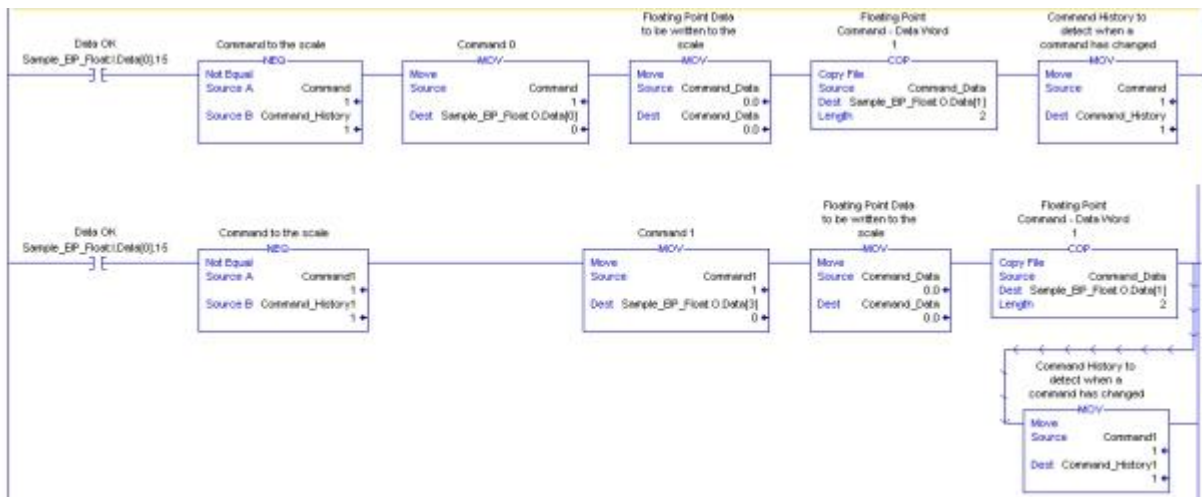 Data OK
Sample_BP_Float:I.Data[0].15
Command to the scale
NEQ
Not Equal
Source A Command
1
Source B Command_History
1
Command 0
MOV
Move
Source Command
1
Dest Sample_BP_Float:O.Data[0]
0
Floating Point Data
to be written to the
scale
MOV
Move
Source Command_Data
0.0
Dest Command_Data
0.0
Floating Point
Command - Data Word
1
COP
Copy File
Source Command_Data
Dest Sample_BP_Float:O.Data[1]
Length 2
Command History to
detect when a
command has changed
MOV
Move
Source Command
1
Dest Command_History
1
Data OK
Sample_BP_Float:I.Data[0].15
Command to the scale
NEQ
Not Equal
Source A Command1
1
Source B Command_History1
1
Command 1
MOV
Move
Source Command1
1
Dest Sample_BP_Float:O.Data[3]
0
Floating Point Data
to be written to the
scale
MOV
Move
Source Command_Data
0.0
Dest Command_Data
0.0
Floating Point
Command - Data Word
1
COP
Copy File
Source Command_Data
Dest Sample_BP_Float:O.Data[1]
Length 2
Command History to
detect when a
command has changed
MOV
Move
Source Command1
1
Dest Command_History1
1